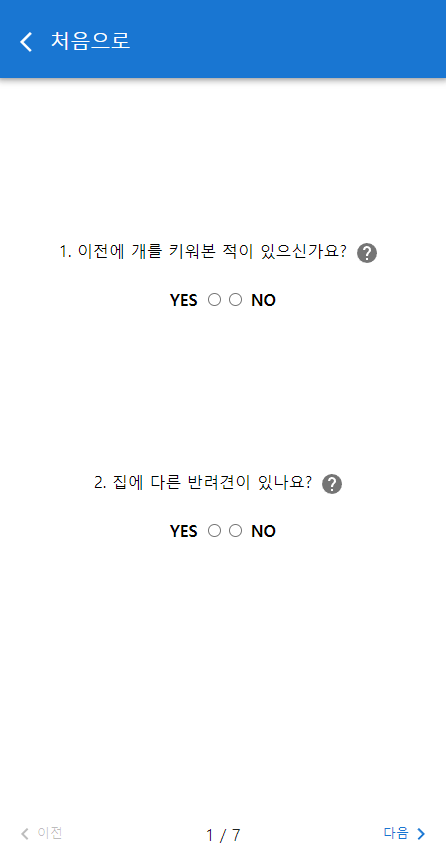 처음으로
1. 이전에 개를 키워본 적이 있으신가요? ?
YES NO
2. 집에 다른 반려견이 있나요? ?
YES NO
이전 1 / 7 다음